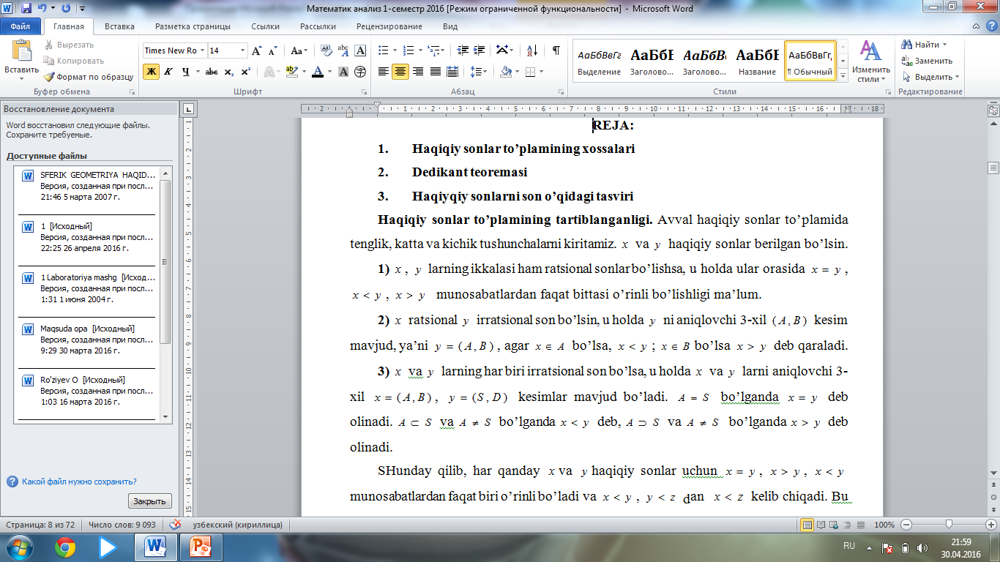 Математик анализ 1-семестр 2016 [Режим ограниченной функциональности] - Microsoft Word
Файл Главная Вставка Разметка страницы Ссылки Рассылки Рецензирование Вид
Вставить
Вырезать
Копировать
Формат по образцу
Буфер обмена
Times New Ro 14
Шрифт
Абзац
АаБбВвГг АаБбЕ АаБбВв АаБбЕ АаБбВвГг
Выделение Заголово... Заголово... Название ¶ Обычный
Изменить стили
Стили
Найти
Заменить
Выделить
Редактирование
Восстановление документа
Word восстановил следующие файлы.
Сохраните требуемые.
Доступные файлы
SFERIK GEOMETRIYA HAQID...
Версия, созданная при посл...
21:46 5 марта 2007 г.
1 [Исходный]
Версия, созданная при посл...
22:25 26 апреля 2016 г.
1 Laboratoriya mashg [Исход...
Версия, созданная при посл...
1:31 1 июня 2004 г.
Maqsuda opa [Исходный]
Версия, созданная при посл...
9:29 30 марта 2016 г.
Ro'ziyev O [Исходный]
Версия, созданная при посл...
1:03 16 марта 2016 г.
Какой файл нужно сохранить?
Закрыть
REJA:
1. Haqiqiy sonlar to’plamining xossalari
2. Dedikant teoremasi
3. Haqiyqiy sonlarni son o’qidagi tasviri
Haqiqiy sonlar to’plamining tartiblanganligi. Avval haqiqiy sonlar to’plamida
tenglik, katta va kichik tushunchalarni kiritamiz. x va y haqiqiy sonlar berilgan bo’lsin.
1) x , y larning ikkalasi ham ratsional sonlar bo’lishsa, u holda ular orasida x = y ,
x < y , x > y munosabatlardan faqat bittasi o’rinli bo’lishligi ma’lum.
2) x ratsional y irratsional son bo’lsin, u holda y ni aniqlovchi 3-xil ( A , B ) kesim
mavjud, ya’ni y = ( A , B ) , agar x ∈ A bo’lsa, x < y ; x ∈ B bo’lsa x > y deb qaraladi.
3) x va y larning har biri irratsional son bo’lsa, u holda x va y larni aniqlovchi 3-
xil x = ( A , B ) , y = ( S , D ) kesimlar mavjud bo’ladi. A = S bo’lganda x = y deb
olinadi. A ⊂ S va A ≠ S bo’lganda x < y deb, A ⊃ S va A ≠ S bo’lganda x > y deb
olinadi.
SHunday qilib, har qanday x va y haqiqiy sonlar uchun x = y , x > y , x < y
munosabatlardan faqat biri o’rinli bo’ladi va x < y , y < z dan x < z kelib chiqadi. Bu
Страница: 8 из 72 Число слов: 9 093 узбекский (кириллица) 100%
RU 21:59
30.04.2016